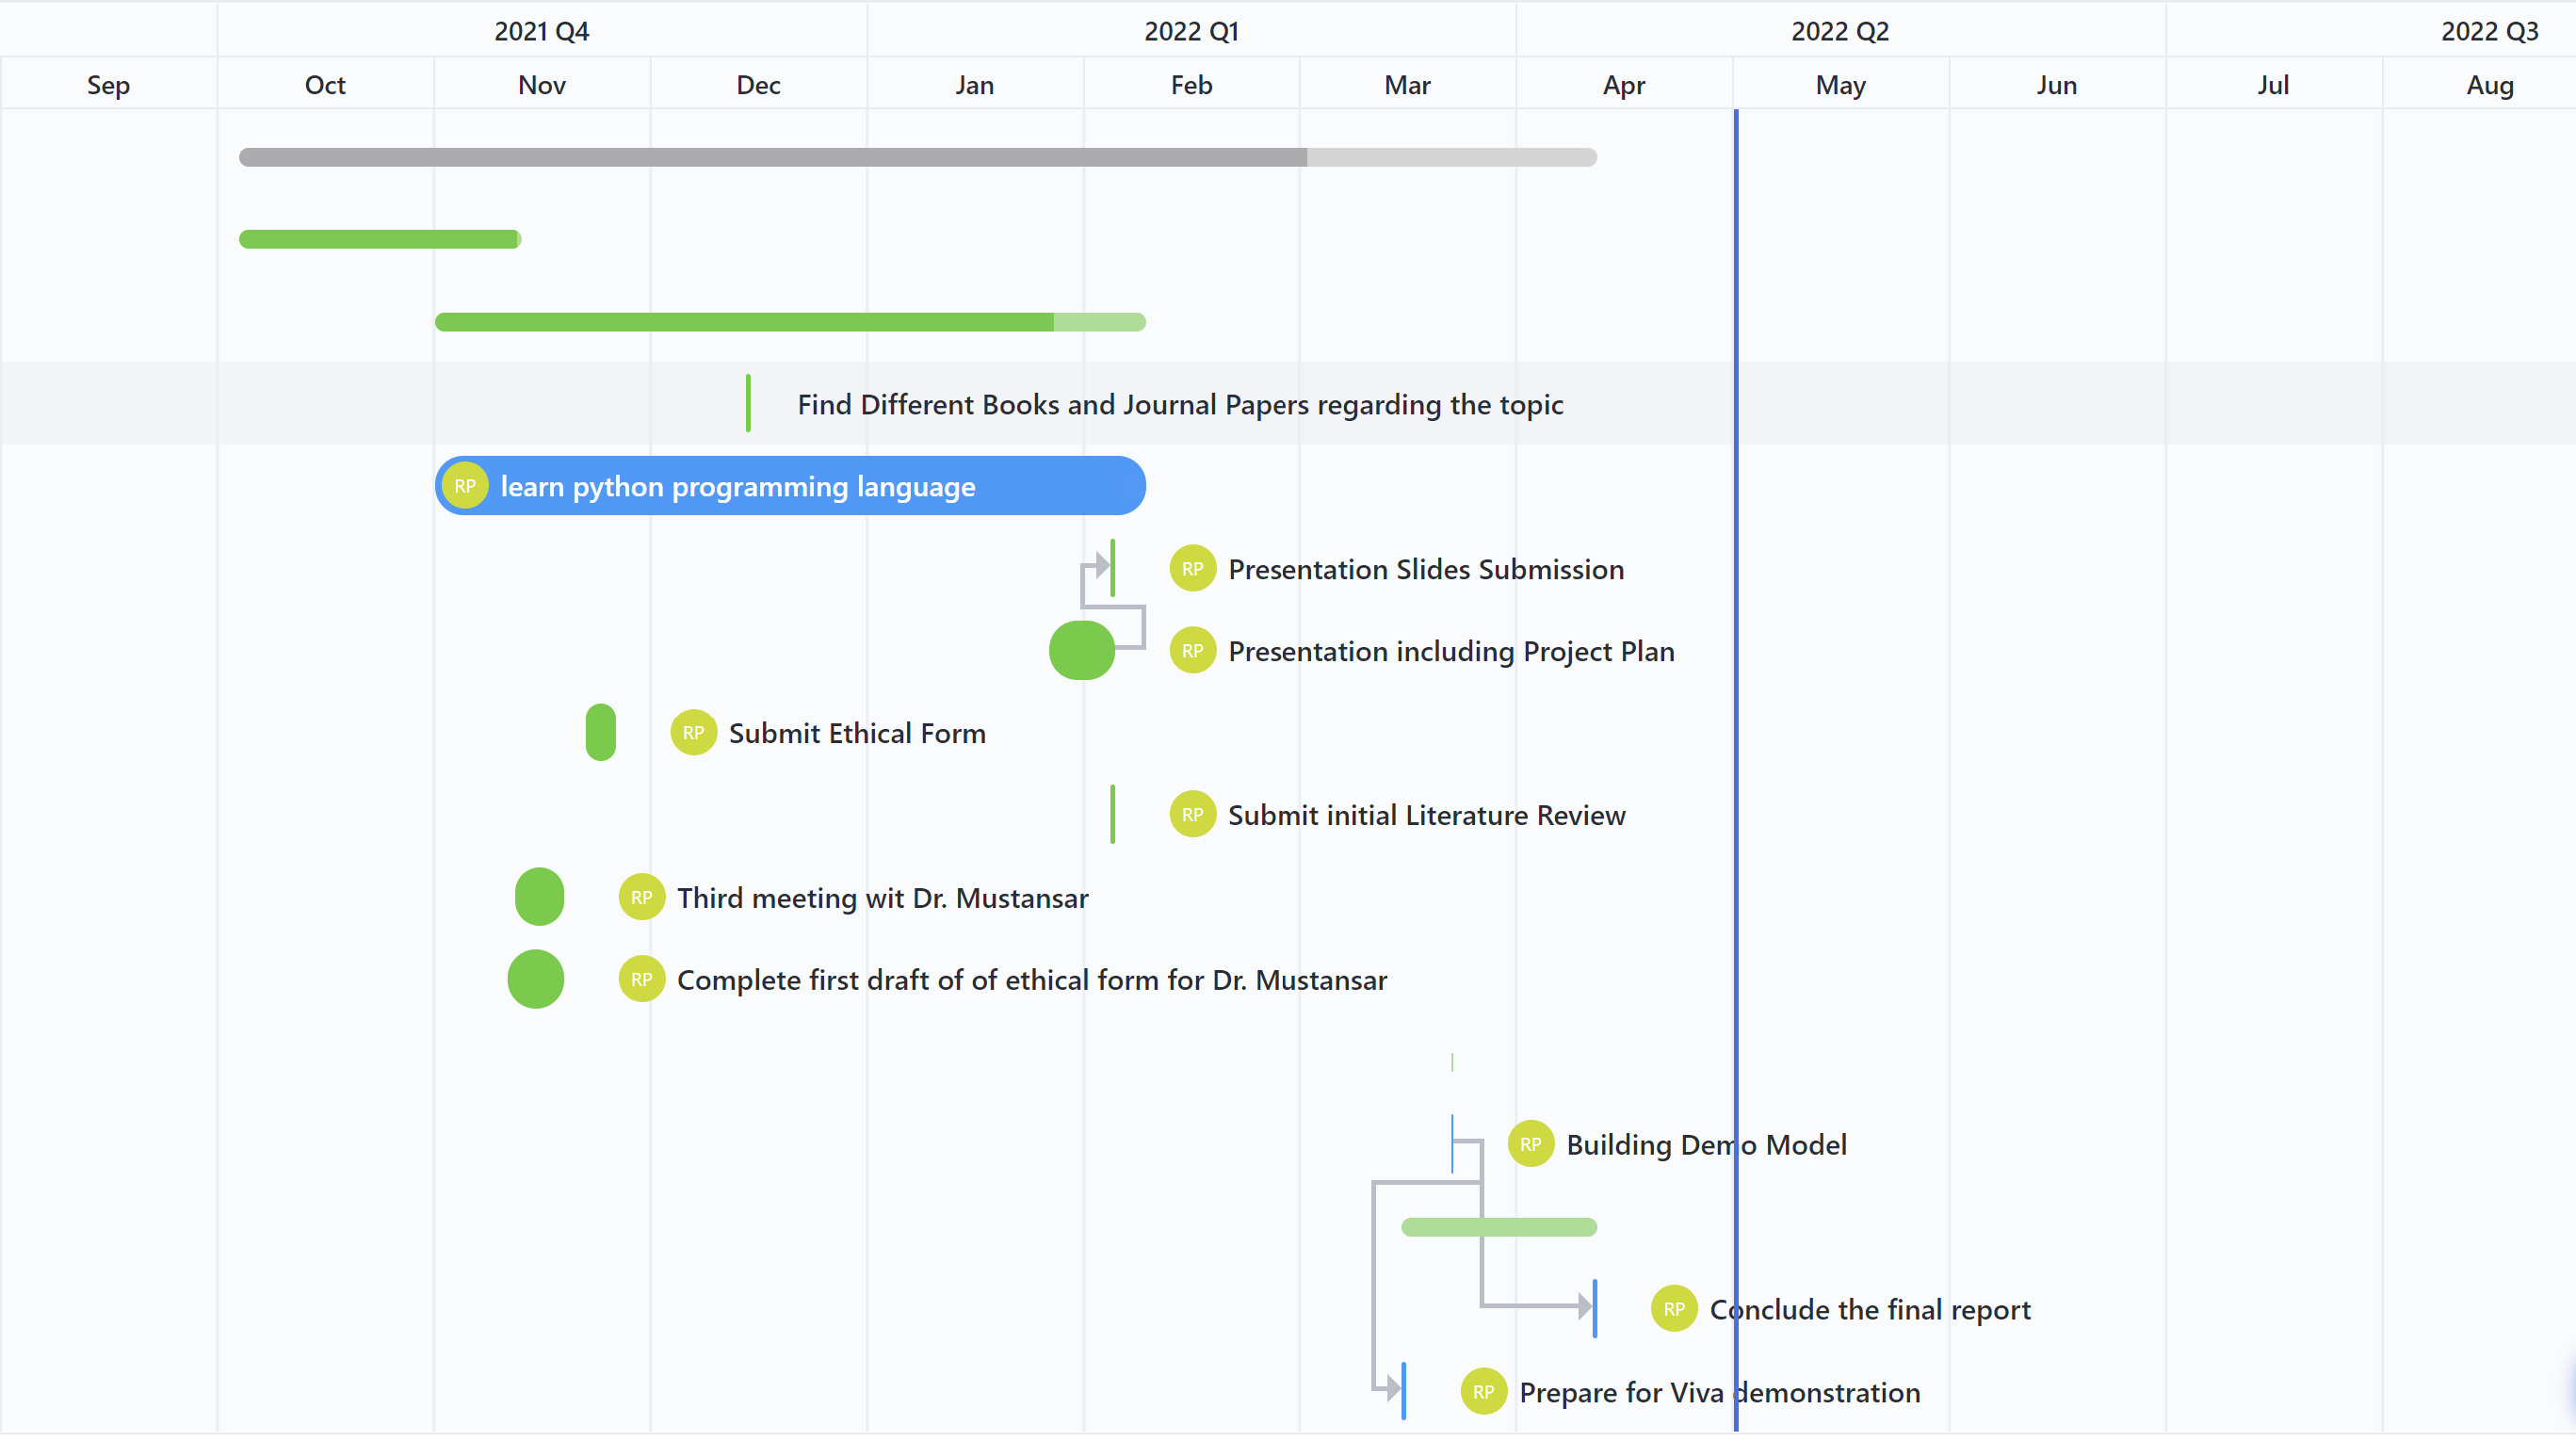 2021 Q4 2022 Q1 2022 Q2 2022 Q3
Sep Oct Nov Dec Jan Feb Mar Apr May Jun Jul Aug
Find Different Books and Journal Papers regarding the topic
RP learn python programming language
RP Presentation Slides Submission
RP Presentation including Project Plan
RP Submit Ethical Form
RP Submit initial Literature Review
RP Third meeting wit Dr. Mustansar
RP Complete first draft of of ethical form for Dr. Mustansar
RP Building Demo Model
RP Conclude the final report
RP Prepare for Viva demonstration